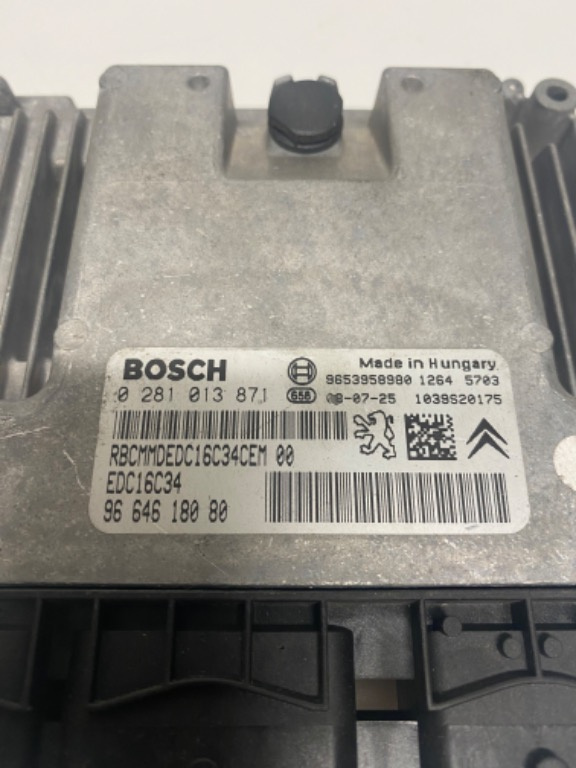 BOSCH
Made in Hungary
9653958980 1264 5703
0 281 013 871
658 08-07-25 1039S20175
RBCMMDEDC16C34CEM 00
EDC16C34
96 646 180 80